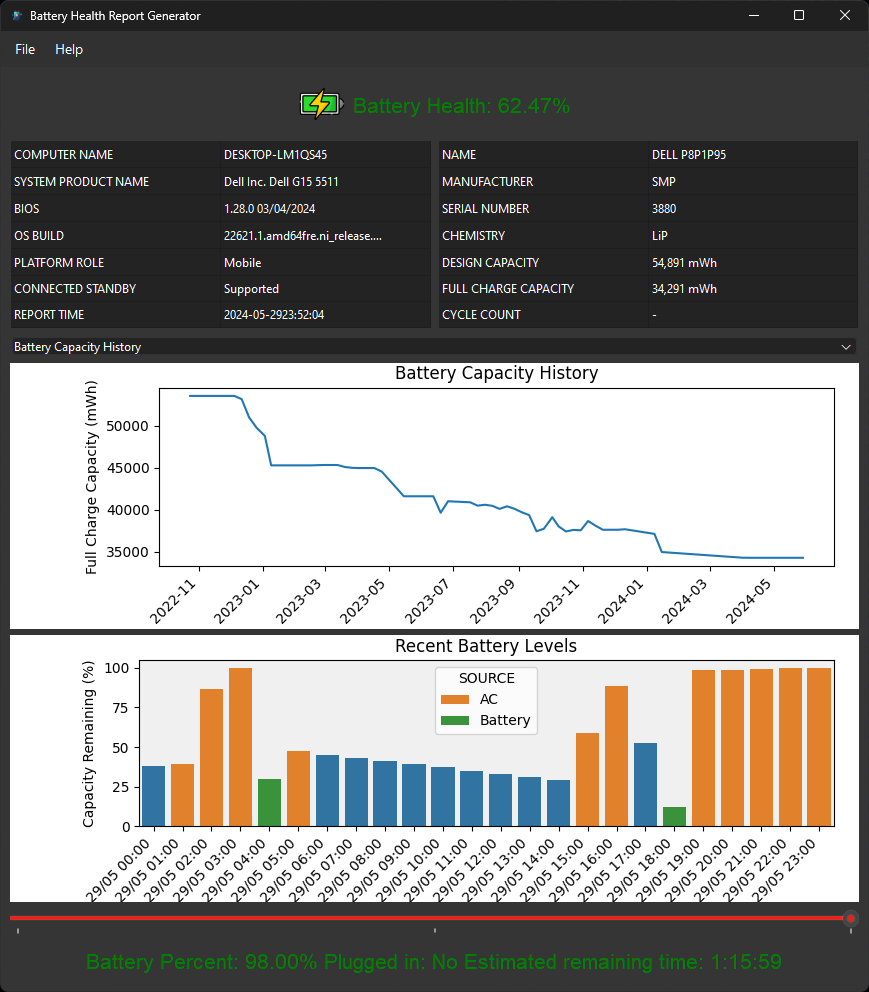 Battery Health Report Generator
File Help
Battery Health: 62.47%
COMPUTER NAME DESKTOP-LM1QS45
SYSTEM PRODUCT NAME Dell Inc. Dell G15 5511
BIOS 1.28.0 03/04/2024
OS BUILD 22621.1.amd64fre.ni_release....
PLATFORM ROLE Mobile
CONNECTED STANDBY Supported
REPORT TIME 2024-05-2923:52:04
NAME DELL P8P1P95
MANUFACTURER SMP
SERIAL NUMBER 3880
CHEMISTRY LiP
DESIGN CAPACITY 54,891 mWh
FULL CHARGE CAPACITY 34,291 mWh
CYCLE COUNT -
Battery Capacity History
Battery Capacity History
Full Charge Capacity (mWh)
50000
45000
40000
35000
2022-11
2023-01
2023-03
2023-05
2023-07
2023-09
2023-11
2024-01
2024-03
2024-05
Recent Battery Levels
Capacity Remaining (%)
100
75
50
25
0
SOURCE
AC
Battery
29/05 00:00
29/05 01:00
29/05 02:00
29/05 03:00
29/05 04:00
29/05 05:00
29/05 06:00
29/05 07:00
29/05 08:00
29/05 09:00
29/05 10:00
29/05 11:00
29/05 12:00
29/05 13:00
29/05 14:00
29/05 15:00
29/05 16:00
29/05 17:00
29/05 18:00
29/05 19:00
29/05 20:00
29/05 21:00
29/05 22:00
29/05 23:00
Battery Percent: 98.00% Plugged in: No Estimated remaining time: 1:15:59